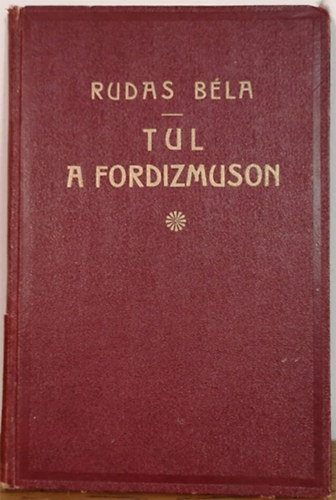 RUDAS BÉLA
TUL
A FORDIZMUSON